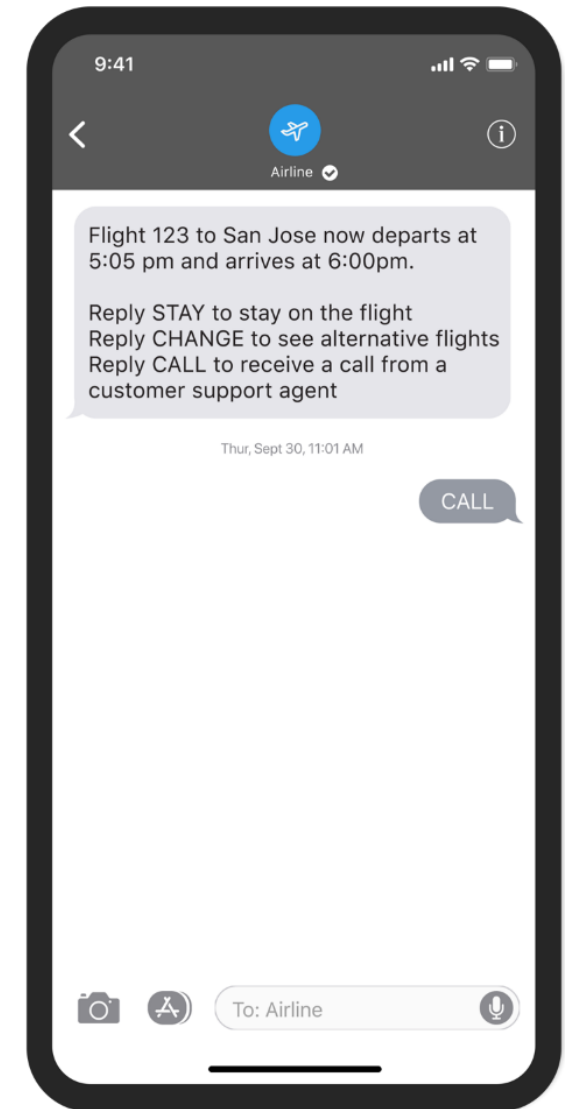 9:41
Airline
Flight 123 to San Jose now departs at
5:05 pm and arrives at 6:00pm.
Reply STAY to stay on the flight
Reply CHANGE to see alternative flights
Reply CALL to receive a call from a
customer support agent
Thur, Sept 30, 11:01 AM
CALL
To: Airline